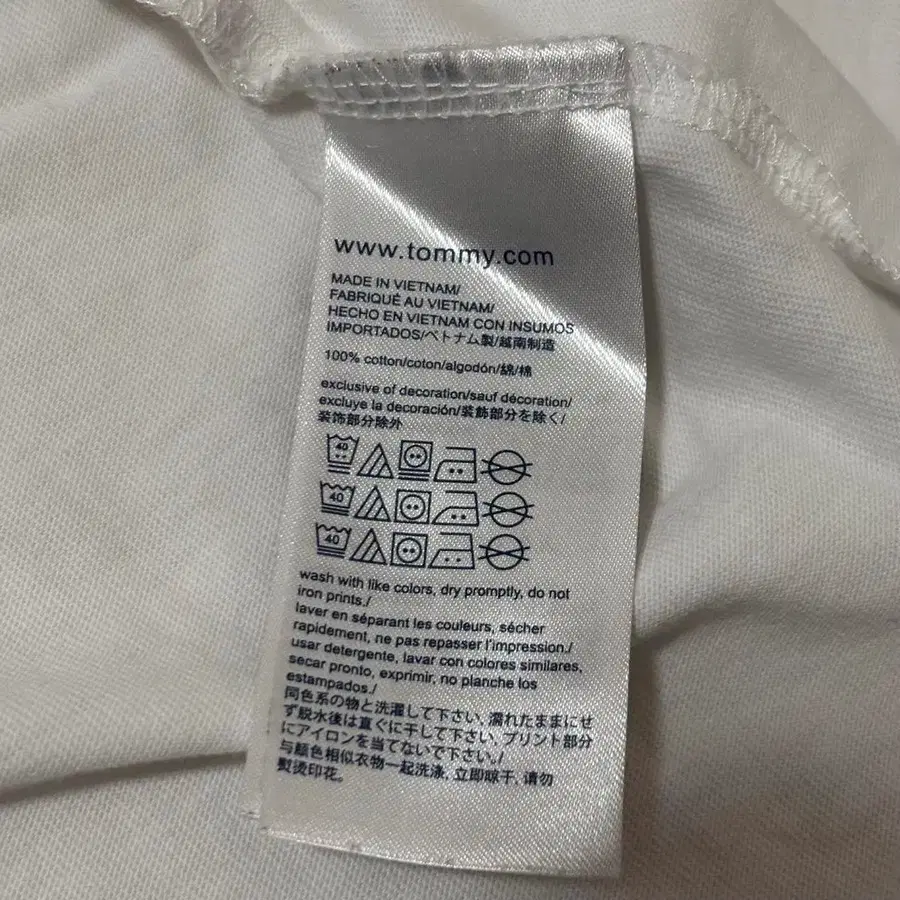 www.tommy.com
MADE IN VIETNAM/
FABRIQUÉ AU VIETNAM/
HECHO EN VIETNAM CON INSUMOS
IMPORTADOS/ベトナム製/越南制造
100% cotton/coton/algodón/綿/棉
exclusive of decoration/sauf décoration/
excluye la decoración/装飾部分を除く/
装饰部分除外
40
40
40
wash with like colors, dry promptly, do not
iron prints./
laver en séparant les couleurs, sécher
rapidement, ne pas repasser l'impression./
usar detergente, lavar con colores similares,
secar pronto, exprimir, no planche los
estampados./
同色系の物と洗濯して下さい, 濡れたままにせ
ず脱水後は直ぐに干して下さい, プリント部分
にアイロンを当てないで下さい。/
与颜色相似衣物一起洗涤, 立即晾干, 请勿
熨烫印花。